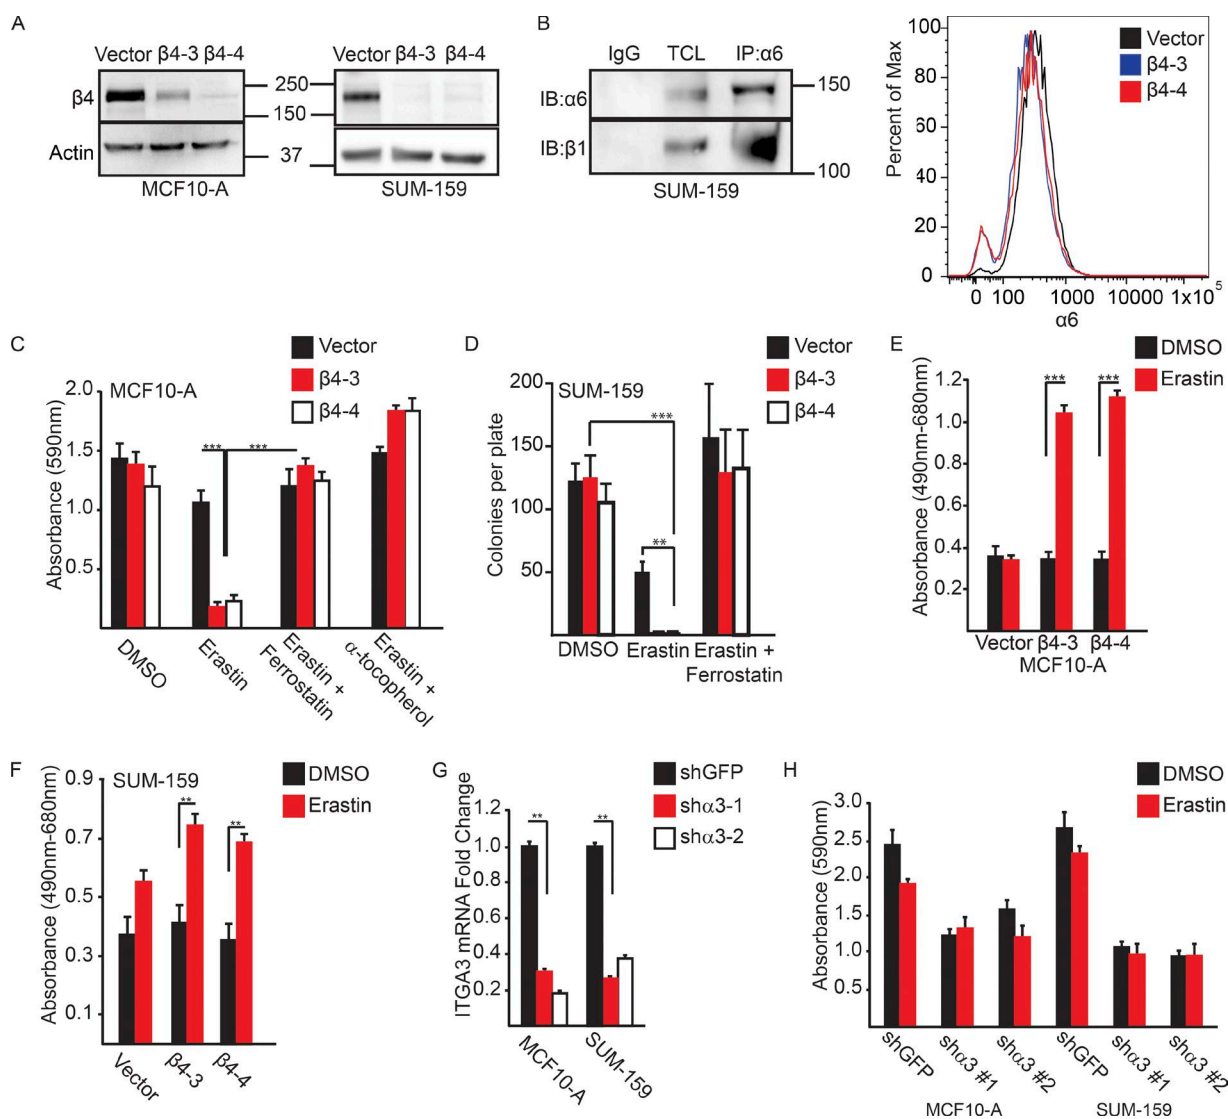 A
Vector β4-3 β4-4
β4
Actin
250
150
37
MCF10-A
SUM-159
Vector β4-3 β4-4
B
IgG TCL IP:α6
IB:α6
IB:β1
150
100
SUM-159
Percent of Max
100
80
60
40
20
0
0 100 1000 10000 1x10⁵
α6
Vector
β4-3
β4-4
C
MCF10-A
Vector
β4-3
β4-4
Absorbance (590nm)
2.0
1.5
1.0
0.5
*** ***
DMSO
Erastin
Erastin +
Ferrostatin
Erastin +
α-tocopherol
D
SUM-159
Vector
β4-3
β4-4
Colonies per plate
200
150
100
50
***
**
DMSO Erastin Erastin +
Ferrostatin
E
DMSO
Erastin
Absorbance (490nm-680nm)
1.2
1.0
0.8
0.6
0.4
0.2
*** ***
Vector β4-3 β4-4
MCF10-A
F
SUM-159
DMSO
Erastin
Absorbance (490nm-680nm)
0.9
0.7
0.5
0.3
0.1
** **
Vector
β4-3
β4-4
G
shGFP
shα3-1
shα3-2
ITGA3 mRNA Fold Change
1.2
1.0
0.8
0.6
0.4
0.2
** **
MCF10-A
SUM-159
H
DMSO
Erastin
Absorbance (590nm)
3.0
2.5
2.0
1.5
1.0
0.5
shGFP
shα3 #1
shα3 #2
shGFP
shα3 #1
shα3 #2
MCF10-A SUM-159